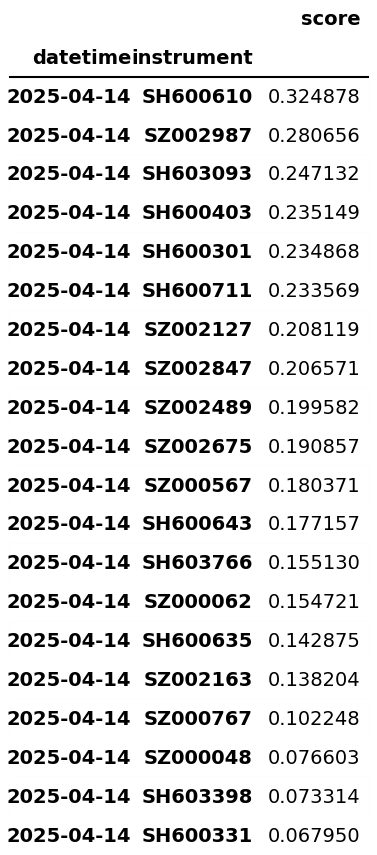 score
datetime instrument
2025-04-14 SH600610 0.324878
2025-04-14 SZ002987 0.280656
2025-04-14 SH603093 0.247132
2025-04-14 SH600403 0.235149
2025-04-14 SH600301 0.234868
2025-04-14 SH600711 0.233569
2025-04-14 SZ002127 0.208119
2025-04-14 SZ002847 0.206571
2025-04-14 SZ002489 0.199582
2025-04-14 SZ002675 0.190857
2025-04-14 SZ000567 0.180371
2025-04-14 SH600643 0.177157
2025-04-14 SH603766 0.155130
2025-04-14 SZ000062 0.154721
2025-04-14 SH600635 0.142875
2025-04-14 SZ002163 0.138204
2025-04-14 SZ000767 0.102248
2025-04-14 SZ000048 0.076603
2025-04-14 SH603398 0.073314
2025-04-14 SH600331 0.067950